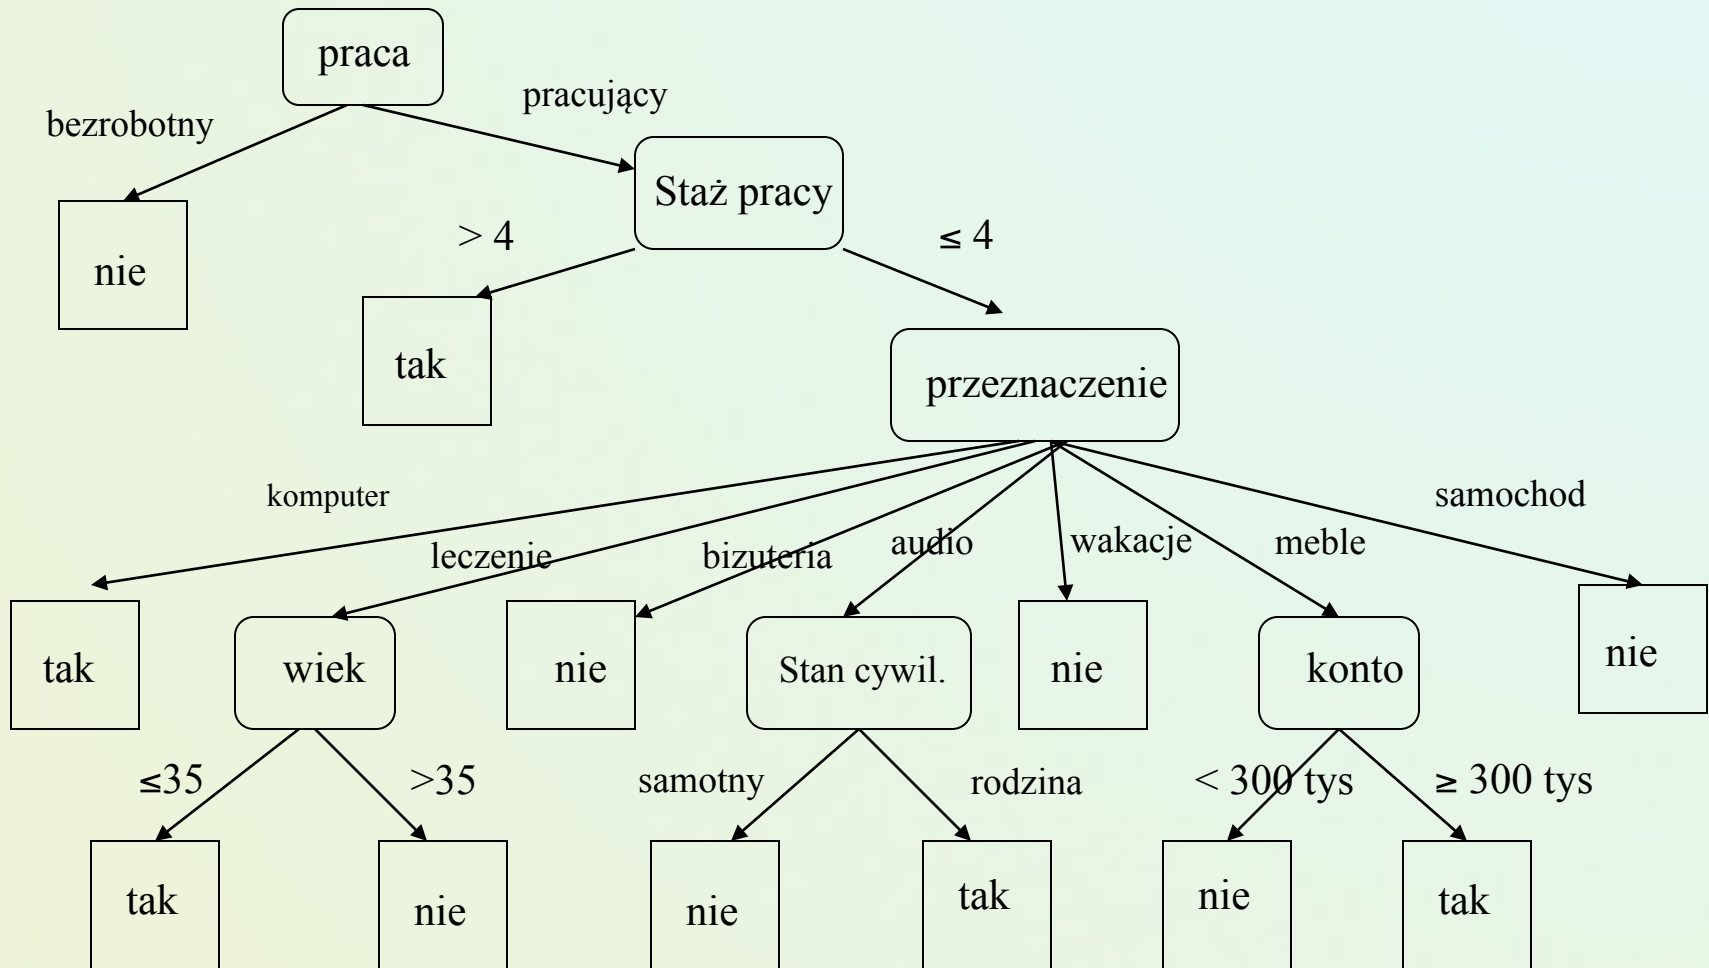 praca
pracujący
bezrobotny
Staż pracy
> 4
≤ 4
nie
tak
przeznaczenie
komputer
samochod
leczenie
bizuteria
audio
wakacje
meble
tak
wiek
nie
Stan cywil.
nie
konto
nie
≤35
>35
samotny
rodzina
< 300 tys
≥ 300 tys
tak
nie
nie
tak
nie
tak